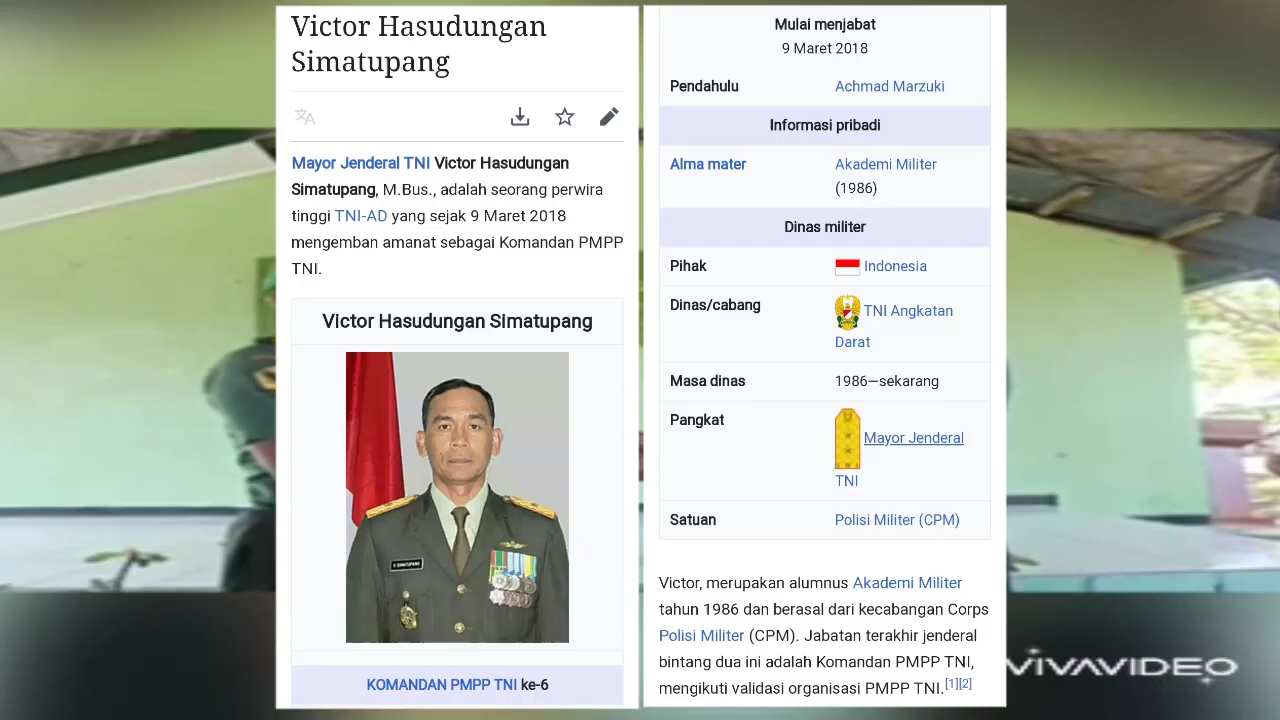 Victor Hasudungan
Simatupang
Mayor Jenderal TNI Victor Hasudungan
Simatupang, M.Bus., adalah seorang perwira
tinggi TNI-AD yang sejak 9 Maret 2018
mengemban amanat sebagai Komandan PMPP
TNI.
Victor Hasudungan Simatupang
V. SIMATUPANG
KOMANDAN PMPP TNI ke-6
Mulai menjabat
9 Maret 2018
Pendahulu Achmad Marzuki
Informasi pribadi
Alma mater Akademi Militer
(1986)
Dinas militer
Pihak Indonesia
Dinas/cabang TNI Angkatan
Darat
Masa dinas 1986—sekarang
Pangkat Mayor Jenderal
TNI
Satuan Polisi Militer (CPM)
Victor, merupakan alumnus Akademi Militer
tahun 1986 dan berasal dari kecabangan Corps
Polisi Militer (CPM). Jabatan terakhir jenderal
bintang dua ini adalah Komandan PMPP TNI,
mengikuti validasi organisasi PMPP TNI.[1][2]
VIVAVIDEO